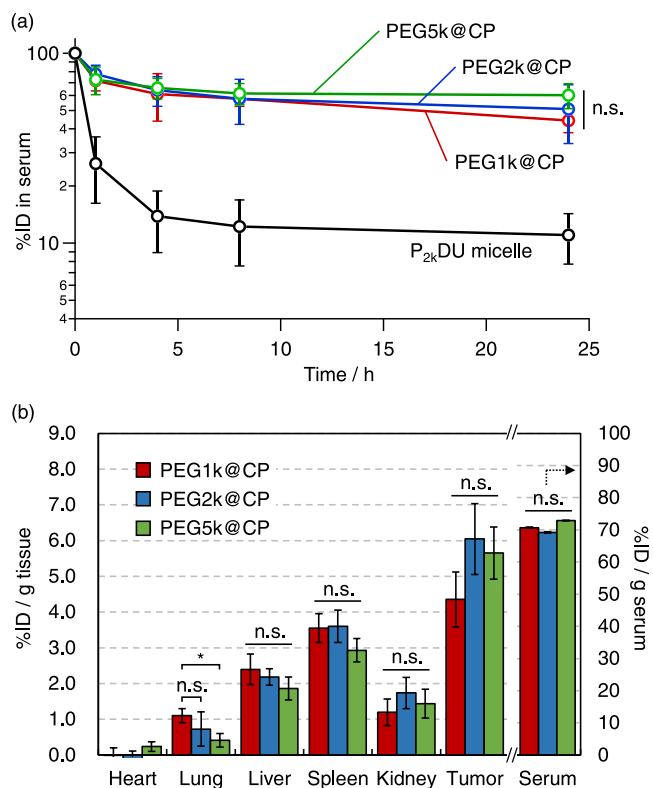 (a)
100
6
5
4
3
2
10
6
5
4
%ID in serum
PEG5k@CP
PEG2k@CP
n.s.
PEG1k@CP
P2kDU micelle
0 5 10 15 20 25
Time / h
(b)
9.0
8.0
7.0
6.0
5.0
4.0
3.0
2.0
1.0
0.0
%ID / g tissue
PEG1k@CP
PEG2k@CP
PEG5k@CP
*
n.s.
n.s.
n.s.
n.s.
n.s.
n.s.
100
90
80
70
60
50
40
30
20
10
0
%ID / g serum
Heart Lung Liver Spleen Kidney Tumor Serum